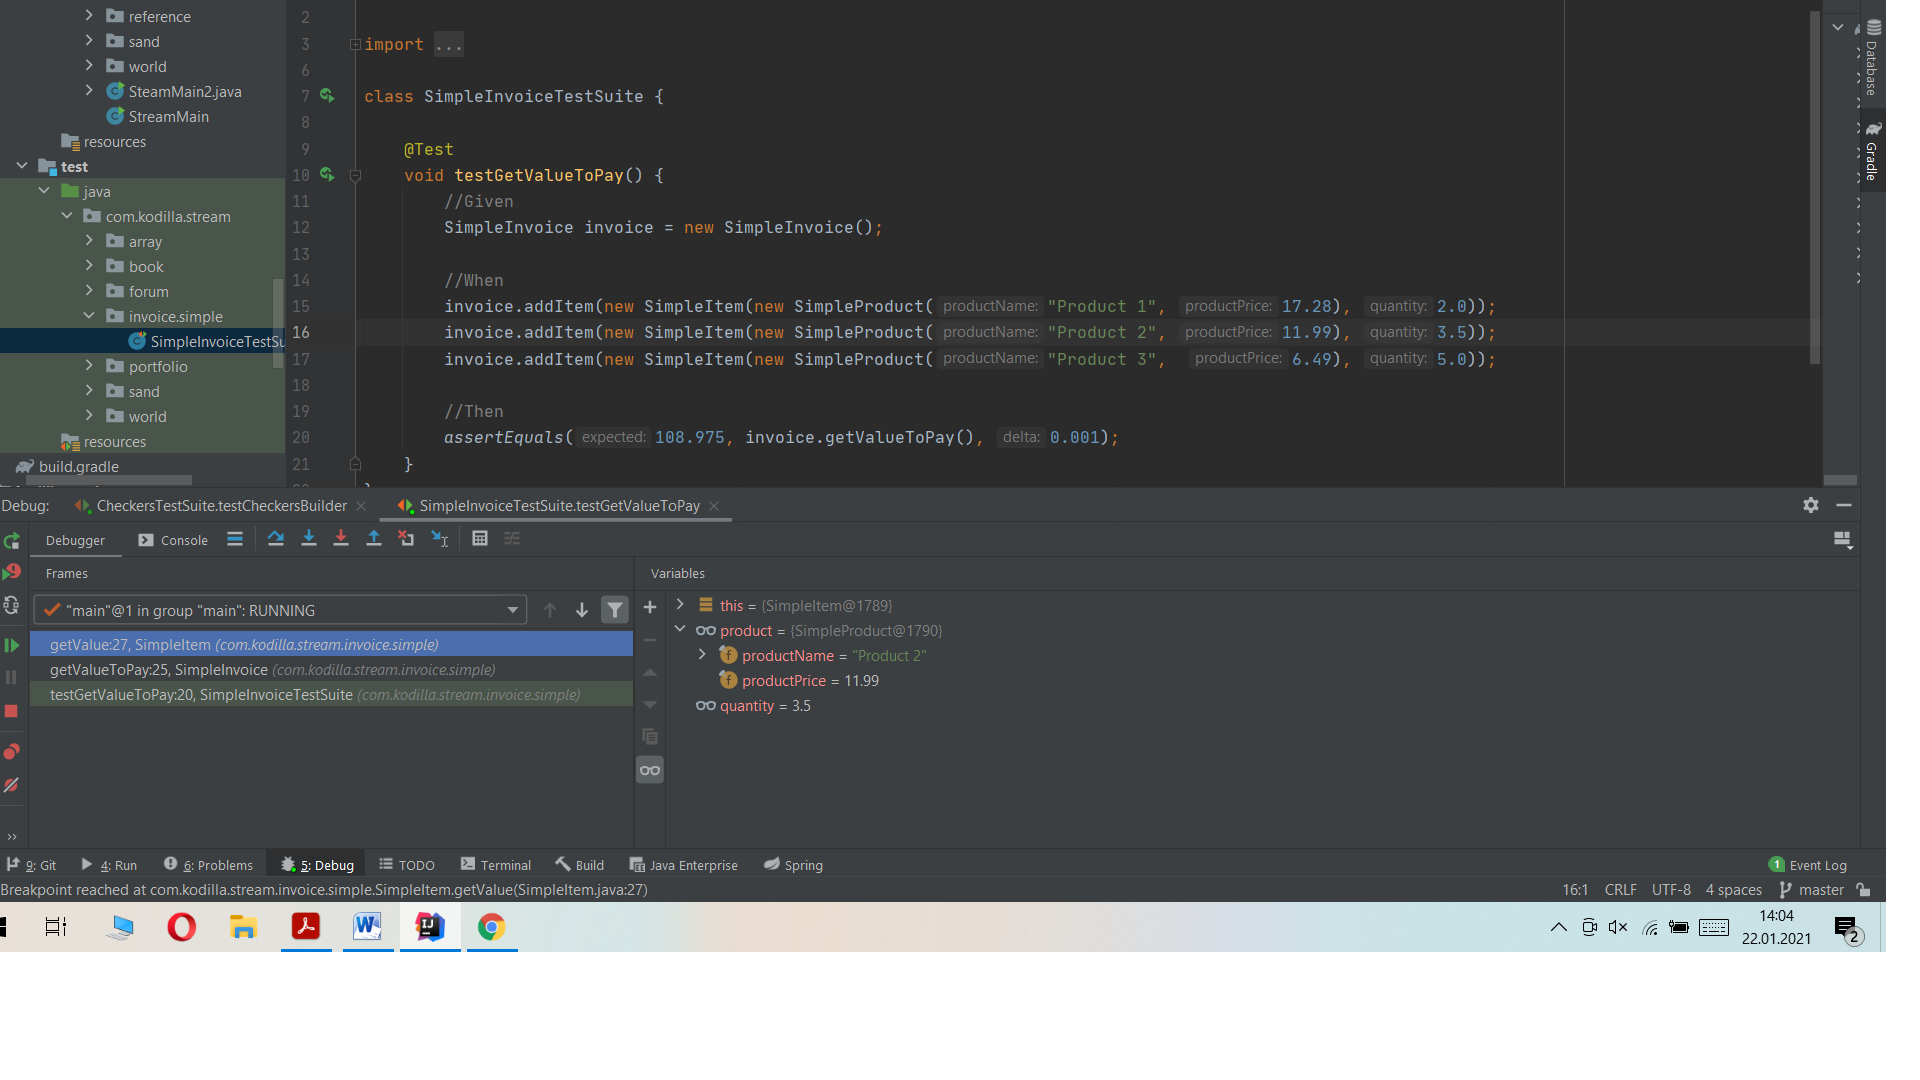 reference
sand
world
SteamMain2.java
StreamMain
resources
test
java
com.kodilla.stream
array
book
forum
invoice.simple
SimpleInvoiceTestSu
portfolio
sand
world
resources
build.gradle
2
3 import ...
6
7 class SimpleInvoiceTestSuite {
8
9 @Test
10 void testGetValueToPay() {
11 //Given
12 SimpleInvoice invoice = new SimpleInvoice();
13
14 //When
15 invoice.addItem(new SimpleItem(new SimpleProduct( productName: "Product 1", productPrice: 17.28), quantity: 2.0));
16 invoice.addItem(new SimpleItem(new SimpleProduct( productName: "Product 2", productPrice: 11.99), quantity: 3.5));
17 invoice.addItem(new SimpleItem(new SimpleProduct( productName: "Product 3", productPrice: 6.49), quantity: 5.0));
18
19 //Then
20 assertEquals( expected: 108.975, invoice.getValueToPay(), delta: 0.001);
21 }
Database
Gradle
Debug: CheckersTestSuite.testCheckersBuilder SimpleInvoiceTestSuite.testGetValueToPay
Debugger Console
Frames
"main"@1 in group "main": RUNNING
getValue:27, SimpleItem (com.kodilla.stream.invoice.simple)
getValueToPay:25, SimpleInvoice (com.kodilla.stream.invoice.simple)
testGetValueToPay:20, SimpleInvoiceTestSuite (com.kodilla.stream.invoice.simple)
Variables
this = {SimpleItem@1789}
product = {SimpleProduct@1790}
productName = "Product 2"
productPrice = 11.99
quantity = 3.5
9: Git 4: Run 6: Problems 5: Debug TODO Terminal Build Java Enterprise Spring 1 Event Log
Breakpoint reached at com.kodilla.stream.invoice.simple.SimpleItem.getValue(SimpleItem.java:27) 16:1 CRLF UTF-8 4 spaces master
14:04
22.01.2021
2